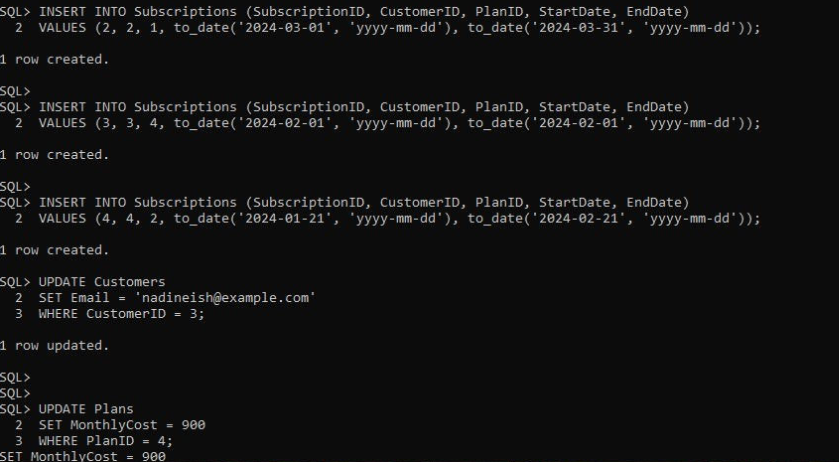 SQL> INSERT INTO Subscriptions (SubscriptionID, CustomerID, PlanID, StartDate, EndDate)
  2  VALUES (2, 2, 1, to_date('2024-03-01', 'yyyy-mm-dd'), to_date('2024-03-31', 'yyyy-mm-dd'));
1 row created.
SQL>
SQL> INSERT INTO Subscriptions (SubscriptionID, CustomerID, PlanID, StartDate, EndDate)
  2  VALUES (3, 3, 4, to_date('2024-02-01', 'yyyy-mm-dd'), to_date('2024-02-01', 'yyyy-mm-dd'));
1 row created.
SQL>
SQL> INSERT INTO Subscriptions (SubscriptionID, CustomerID, PlanID, StartDate, EndDate)
  2  VALUES (4, 4, 2, to_date('2024-01-21', 'yyyy-mm-dd'), to_date('2024-02-21', 'yyyy-mm-dd'));
1 row created.
SQL> UPDATE Customers
  2  SET Email = 'nadineish@example.com'
  3  WHERE CustomerID = 3;
1 row updated.
SQL>
SQL>
SQL> UPDATE Plans
  2  SET MonthlyCost = 900
  3  WHERE PlanID = 4;
SET MonthlyCost = 900